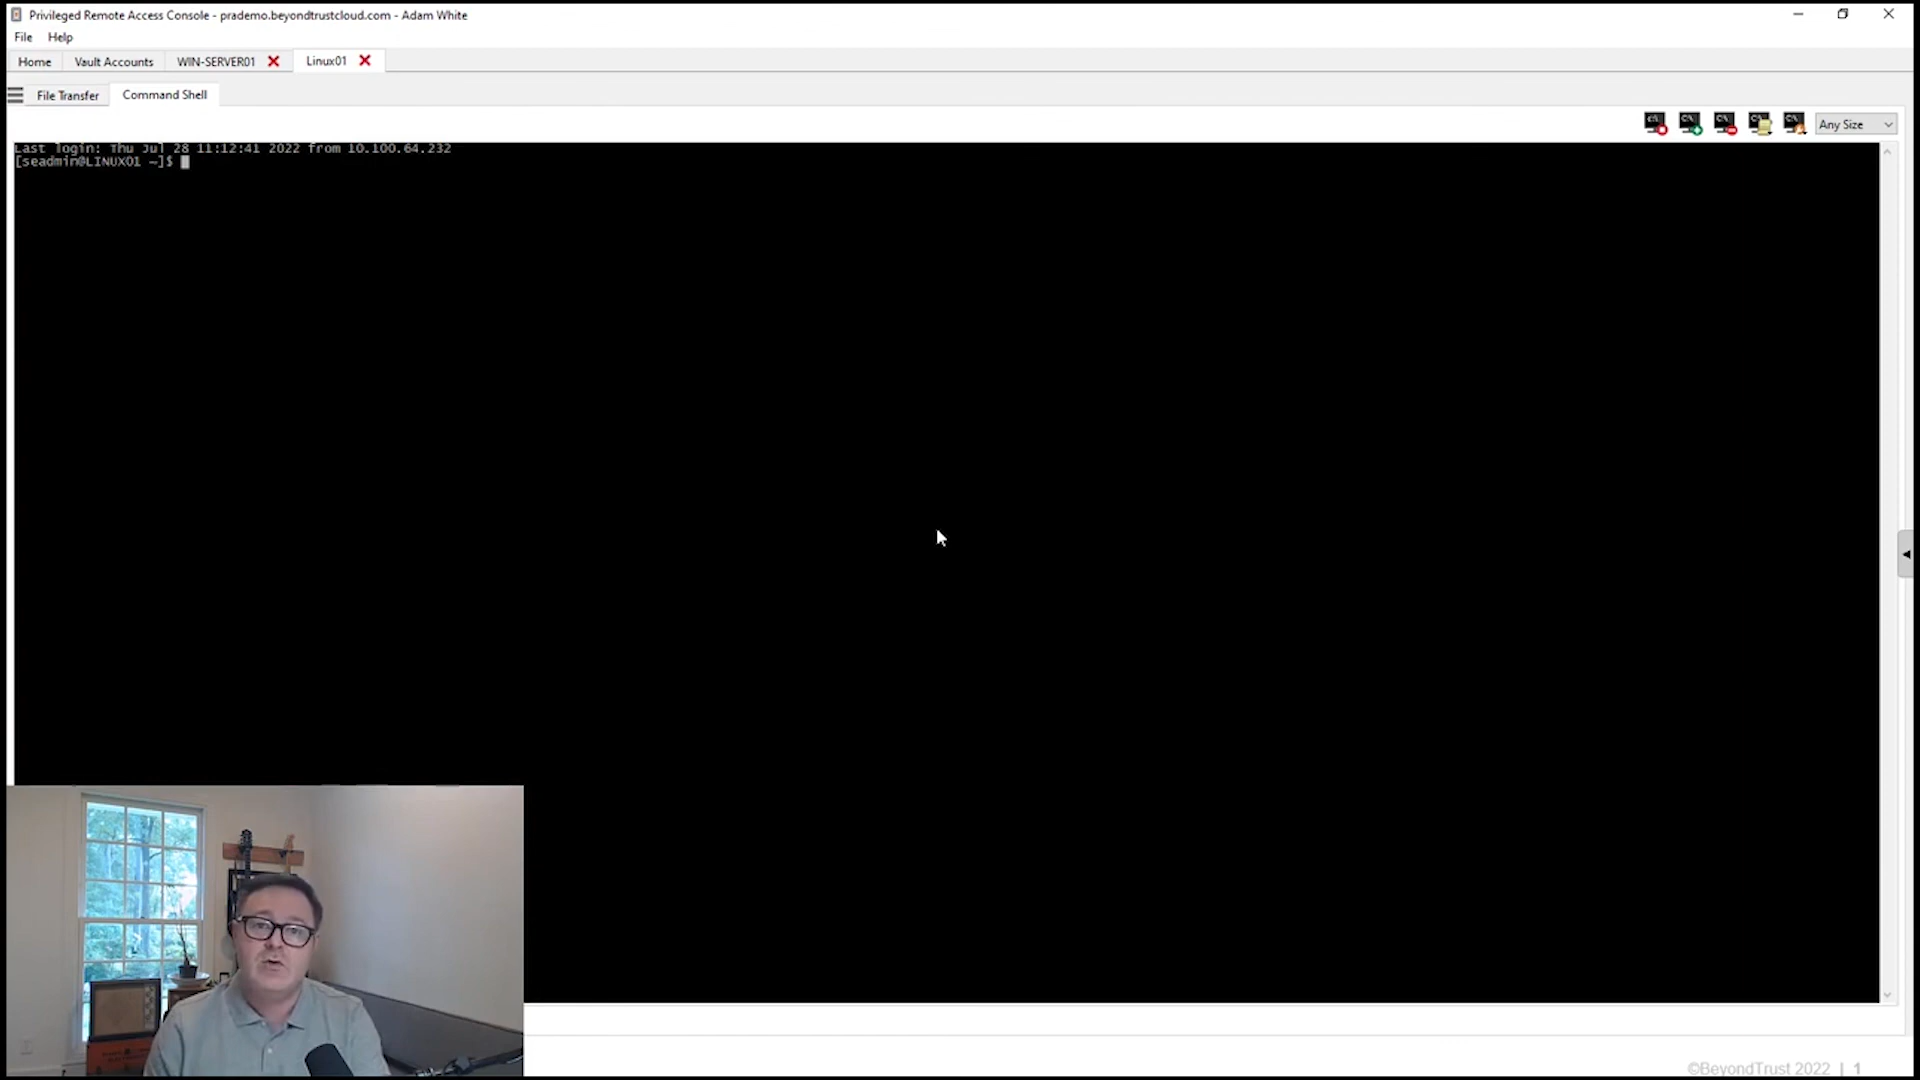 Privileged Remote Access Console - prademo.beyondtrustcloud.com - Adam White
File Help
Home Vault Accounts WIN-SERVER01 Linux01
File Transfer Command Shell
Any Size
Last login: Thu Jul 28 11:12:41 2022 from 10.100.64.232
[seadmin@LINUX01 ~]$
©BeyondTrust 2022 | 1